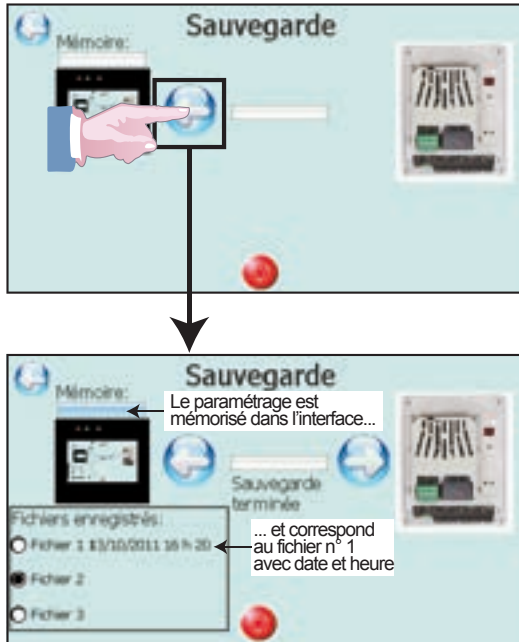 Sauvegarde
Mémoire:
Sauvegarde
Mémoire:
Le paramétrage est
mémorisé dans l'interface...
Sauvegarde
terminée
Fichiers enregistrés:
Fichier 1 13/10/2011 16 h 20
... et correspond
au fichier n° 1
avec date et heure
Fichier 2
Fichier 3